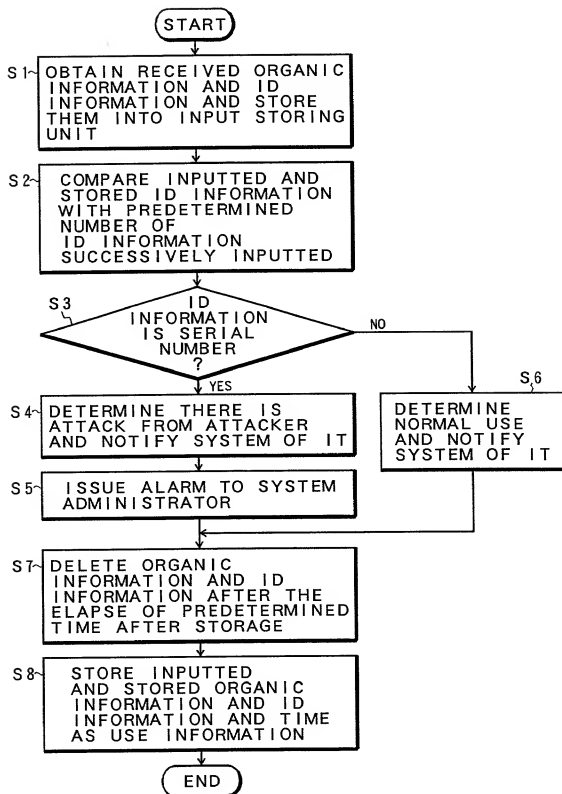 START
S1
OBTAIN RECEIVED ORGANIC
INFORMATION AND ID
INFORMATION AND STORE
THEM INTO INPUT STORING
UNIT
S2
COMPARE INPUTTED AND
STORED ID INFORMATION
WITH PREDETERMINED
NUMBER OF
ID INFORMATION
SUCCESSIVELY INPUTTED
S3
ID
INFORMATION
IS SERIAL
NUMBER
?
NO
YES
S4
DETERMINE THERE IS
ATTACK FROM ATTACKER
AND NOTIFY SYSTEM OF IT
S6
DETERMINE
NORMAL USE
AND NOTIFY
SYSTEM OF IT
S5
ISSUE ALARM TO SYSTEM
ADMINISTRATOR
S7
DELETE ORGANIC
INFORMATION AND ID
INFORMATION AFTER THE
ELAPSE OF PREDETERMINED
TIME AFTER STORAGE
S8
STORE INPUTTED
AND STORED ORGANIC
INFORMATION AND ID
INFORMATION AND TIME
AS USE INFORMATION
END